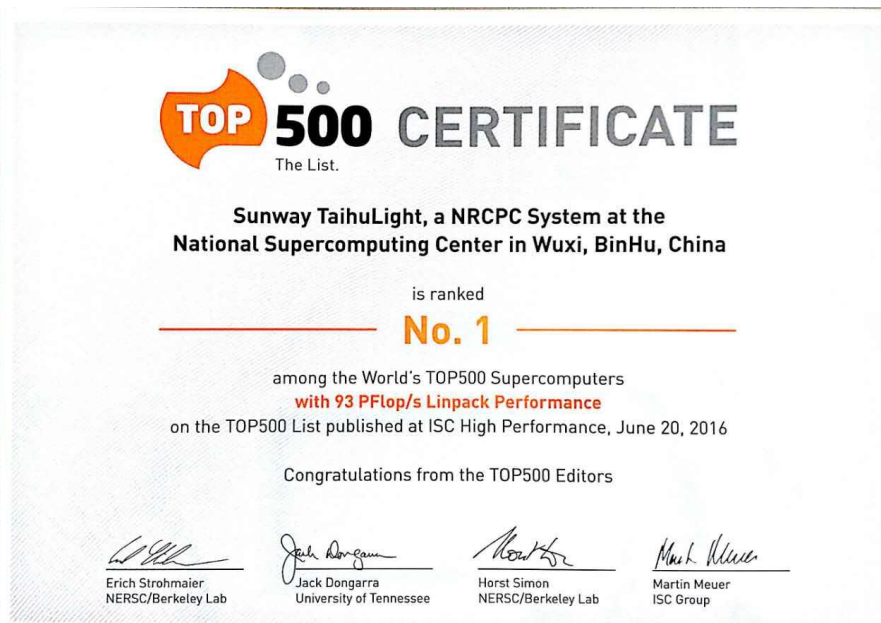 TOP 500 CERTIFICATE
The List.
Sunway TaihuLight, a NRCPC System at the
National Supercomputing Center in Wuxi, BinHu, China
is ranked
No. 1
among the World's TOP500 Supercomputers
with 93 PFlop/s Linpack Performance
on the TOP500 List published at ISC High Performance, June 20, 2016
Congratulations from the TOP500 Editors
Erich Strohmaier
NERSC/Berkeley Lab
Jack Dongarra
University of Tennessee
Horst Simon
NERSC/Berkeley Lab
Martin Meuer
ISC Group